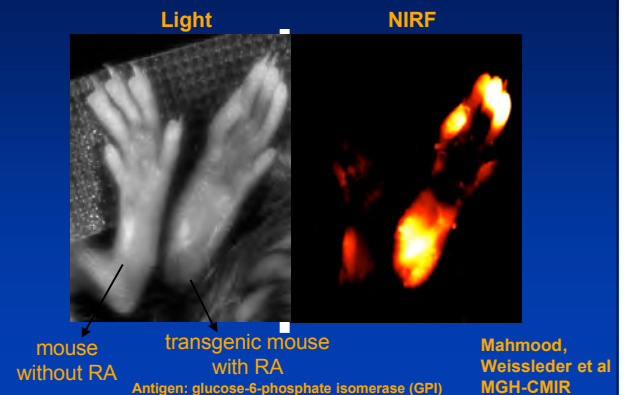 Light
NIRF
mouse
without RA
transgenic mouse
with RA
Antigen: glucose-6-phosphate isomerase (GPI)
Mahmood,
Weissleder et al
MGH-CMIR